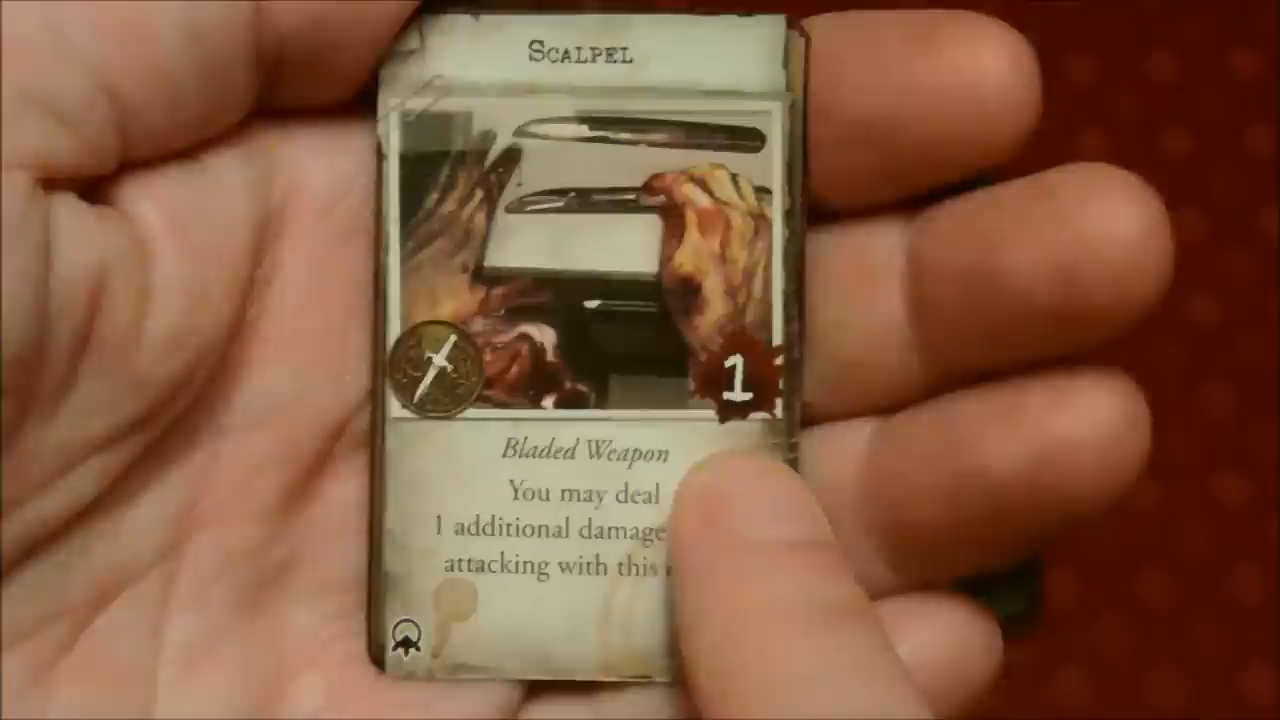 SCALPEL
1
Bladed Weapon
You may deal
1 additional damage
attacking with this